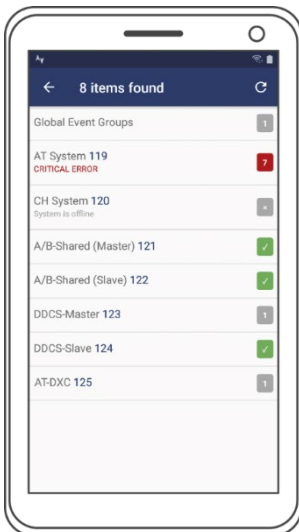 8 items found
Global Event Groups 1
AT System 119 7
CRITICAL ERROR
CH System 120
System is offline
A/B-Shared (Master) 121 ✓
A/B-Shared (Slave) 122 ✓
DDCS-Master 123 1
DDCS-Slave 124 ✓
AT-DXC 125 1